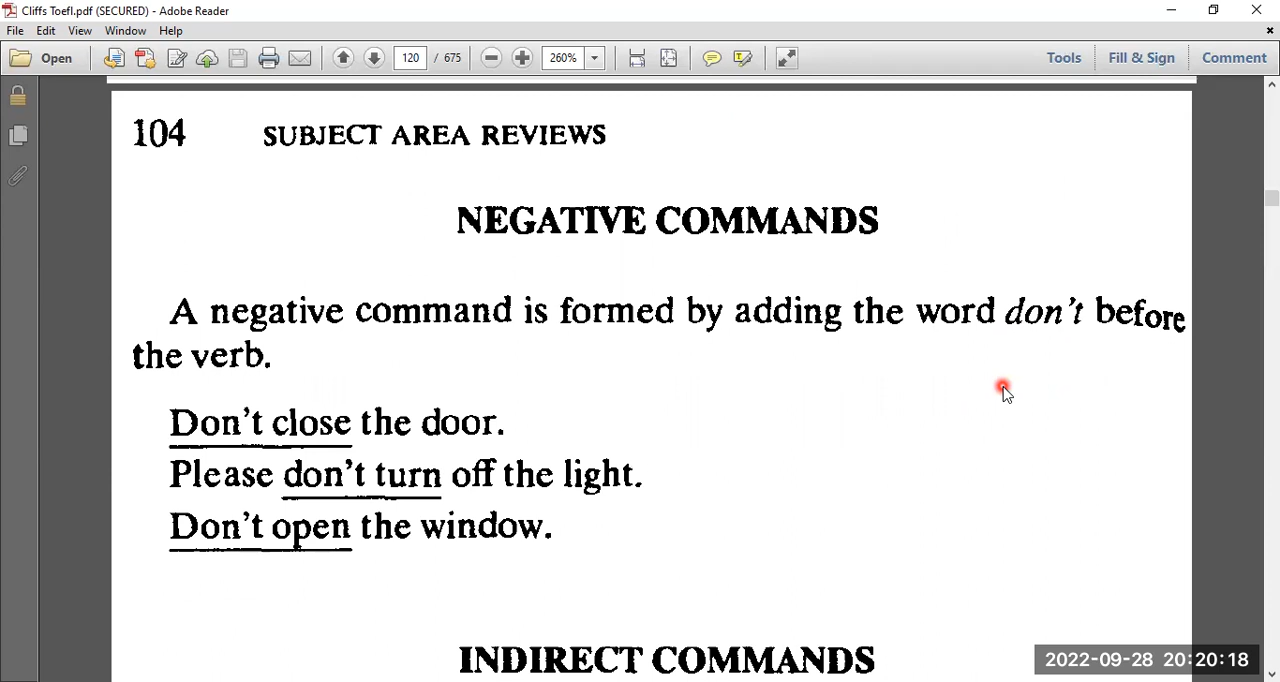 Cliffs Toefl.pdf (SECURED) - Adobe Reader
File Edit View Window Help
Open 120 / 675 260% Tools Fill & Sign Comment
104 SUBJECT AREA REVIEWS
NEGATIVE COMMANDS
A negative command is formed by adding the word don't before
the verb.
Don't close the door.
Please don't turn off the light.
Don't open the window.
INDIRECT COMMANDS
2022-09-28 20:20:18